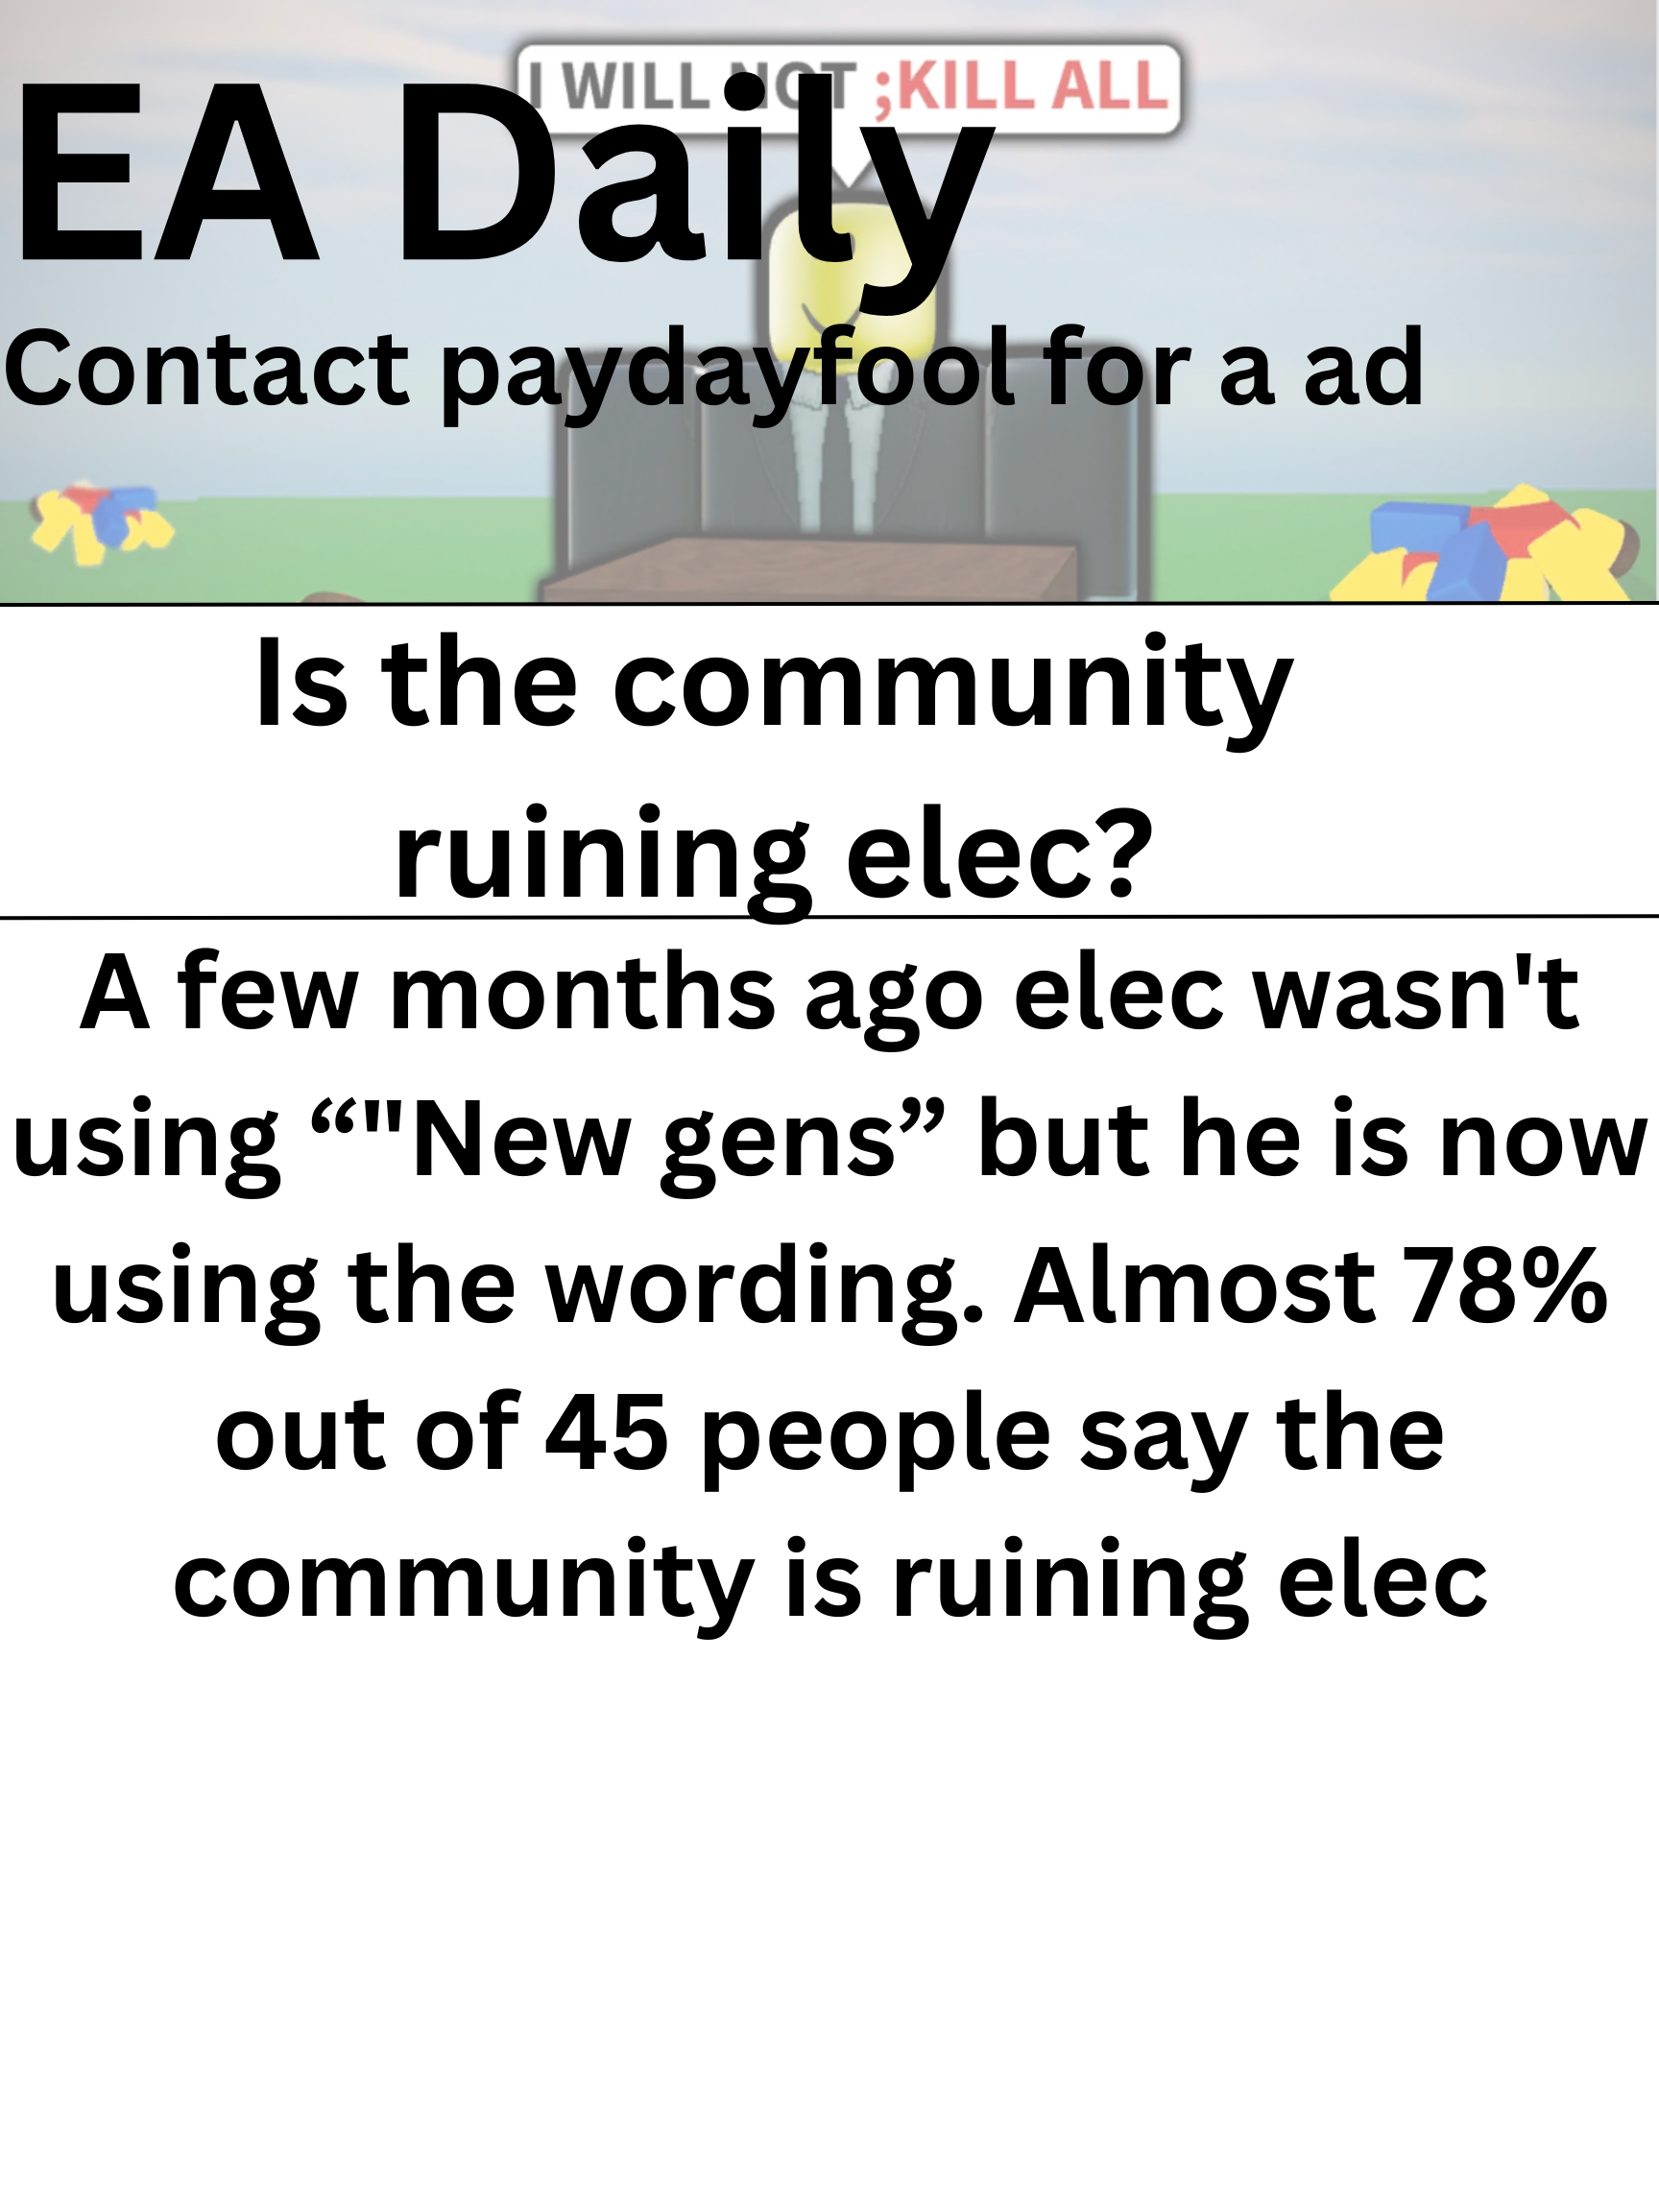 I WILL NOT ;KILL ALL
EA Daily
Contact paydayfool for a ad
Is the community
ruining elec?
A few months ago elec wasn't
using “"New gens” but he is now
using the wording. Almost 78%
out of 45 people say the
community is ruining elec